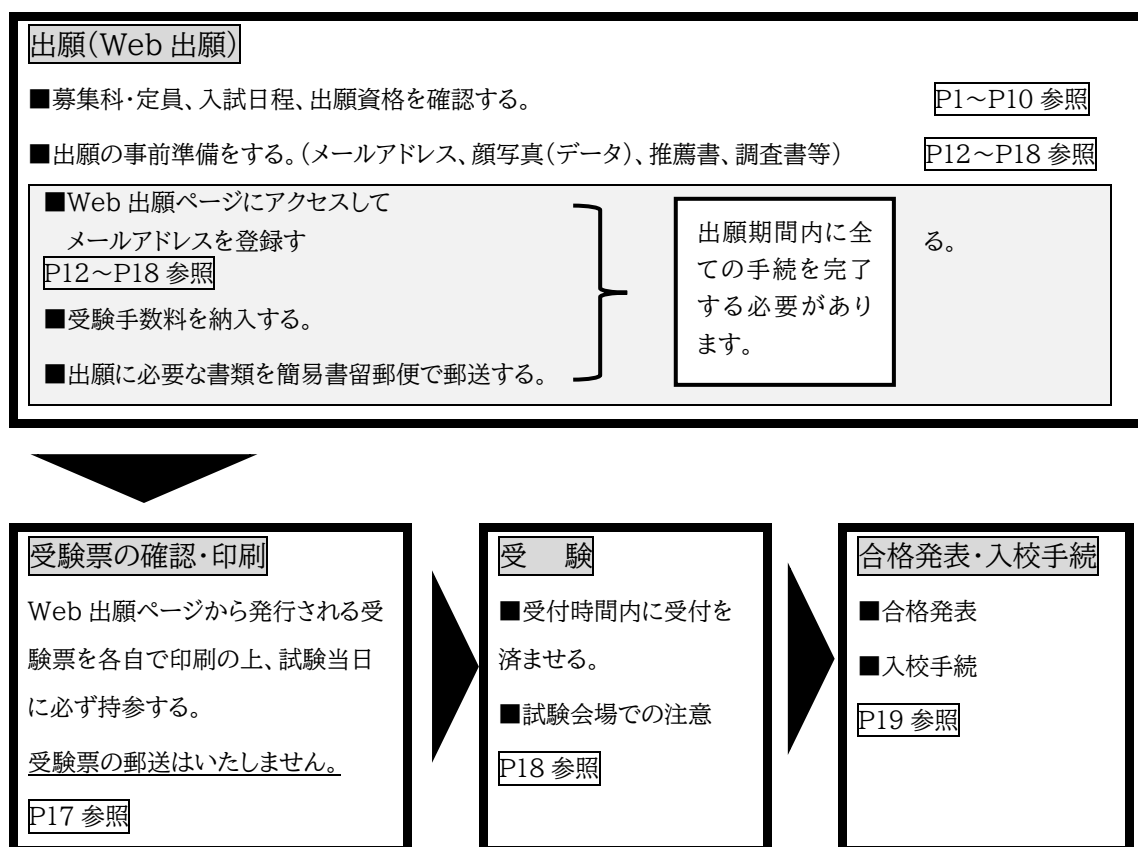 出願(Web 出願)
■募集科・定員、入試日程、出願資格を確認する。 P1～P10 参照
■出願の事前準備をする。(メールアドレス、顔写真(データ)、推薦書、調査書等) P12～P18 参照
■Web 出願ページにアクセスして
メールアドレスを登録す る。
P12～P18 参照
■受験手数料を納入する。
■出願に必要な書類を簡易書留郵便で郵送する。
出願期間内に全
ての手続を完了
する必要があり
ます。
受験票の確認・印刷
Web 出願ページから発行される受
験票を各自で印刷の上、試験当日
に必ず持参する。
受験票の郵送はいたしません。
P17 参照
受 験
■受付時間内に受付を
済ませる。
■試験会場での注意
P18 参照
合格発表・入校手続
■合格発表
■入校手続
P19 参照